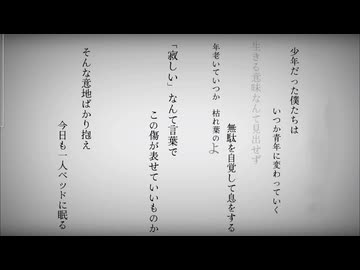 少年だった僕たちは
いつか青年に変わっていく
生きる意味なんて見出せず
無駄を自覚して息をする
年老いていつか 枯れ葉のよ
「寂しい」なんて言葉で
この傷が表せていいものか
そんな意地ばかり抱え
今日も一人ベッドに眠る